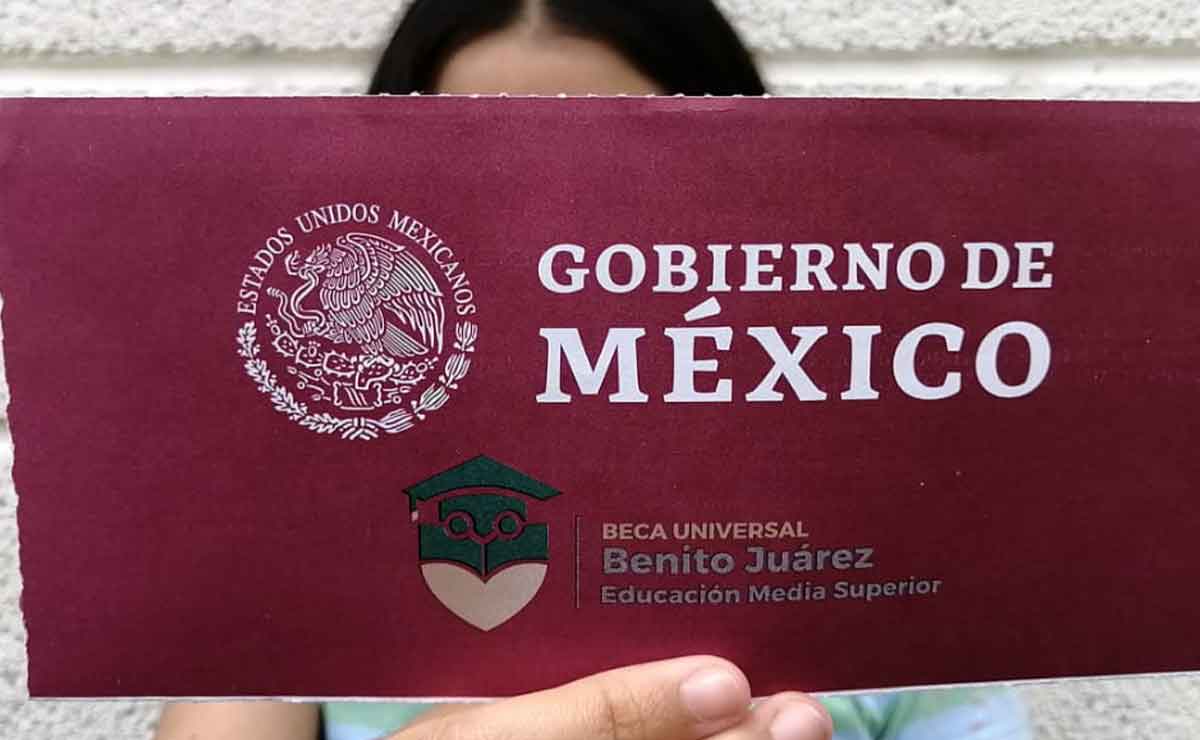 ESTADOS UNIDOS MEXICANOS
GOBIERNO DE
MÉXICO
BECA UNIVERSAL
Benito Juárez
Educación Media Superior